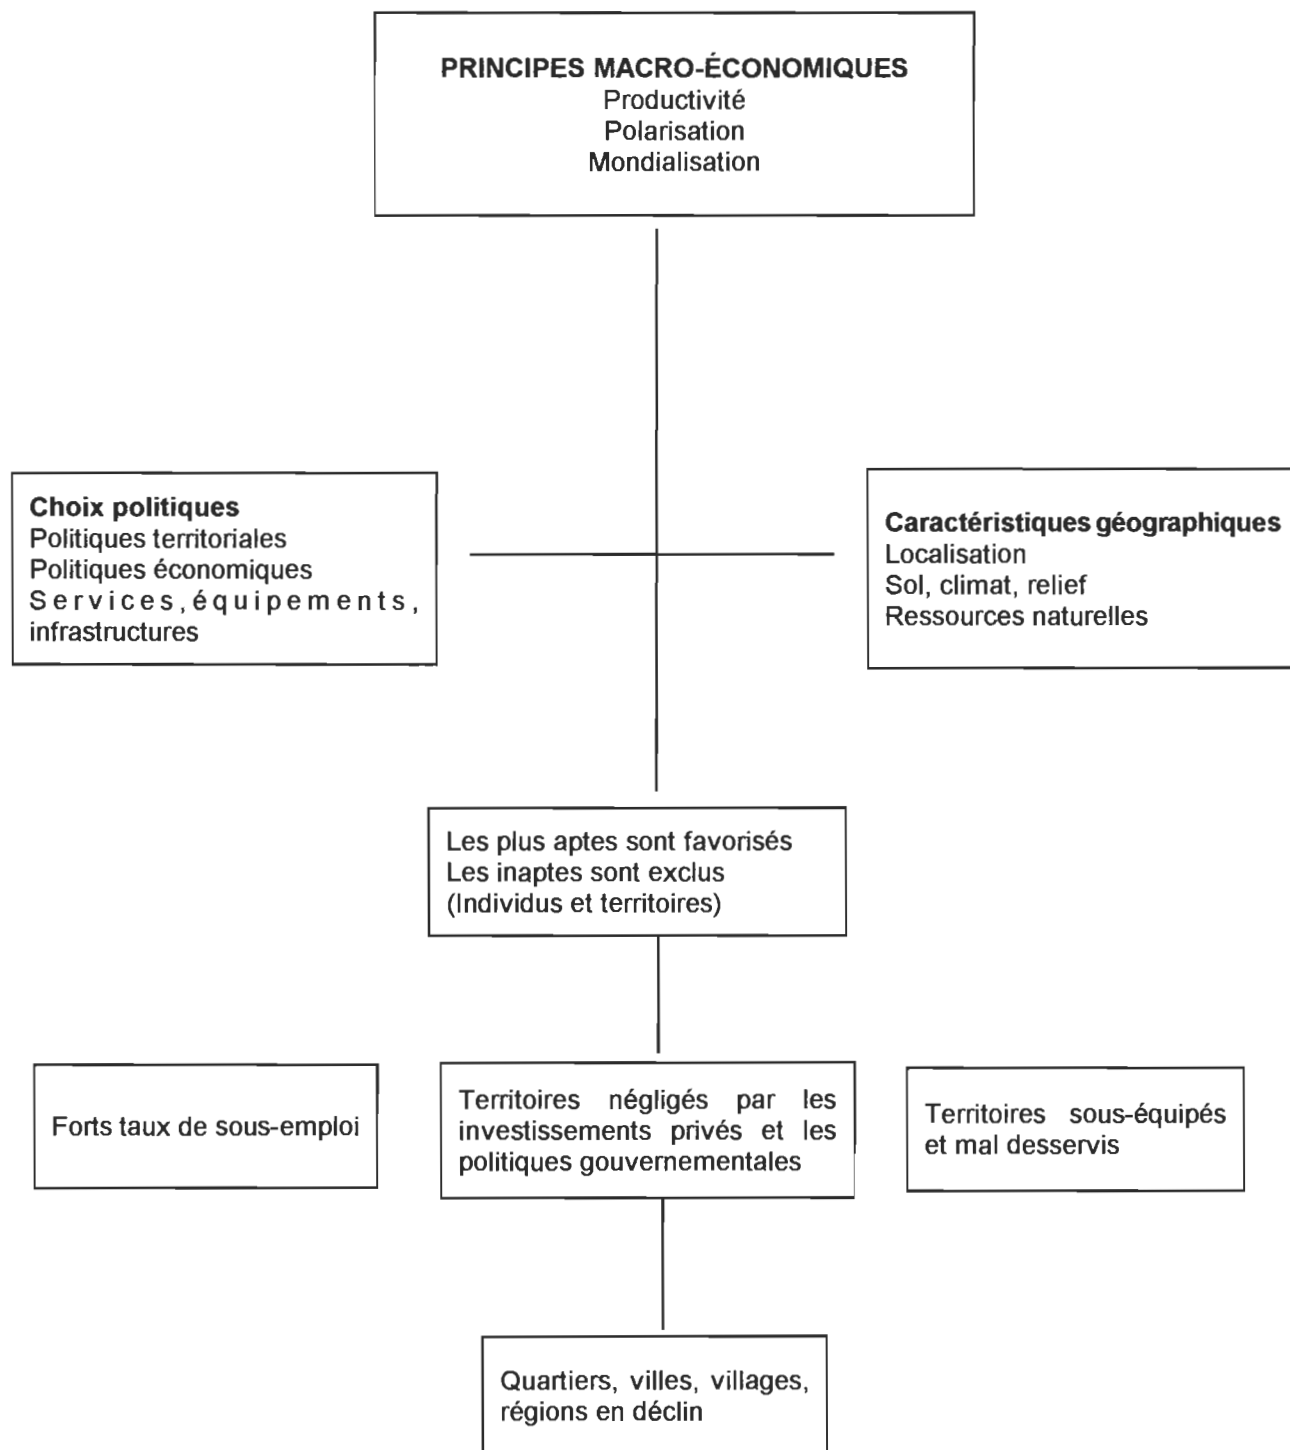 PRINCIPES MACRO-ÉCONOMIQUES
Productivité
Polarisation
Mondialisation
Choix politiques
Politiques territoriales
Politiques économiques
Services, équipements,
infrastructures
Caractéristiques géographiques
Localisation
Sol, climat, relief
Ressources naturelles
Les plus aptes sont favorisés
Les inaptes sont exclus
(Individus et territoires)
Forts taux de sous-emploi
Territoires négligés par les
investissements privés et les
politiques gouvernementales
Territoires sous-équipés
et mal desservis
Quartiers, villes, villages,
régions en déclin